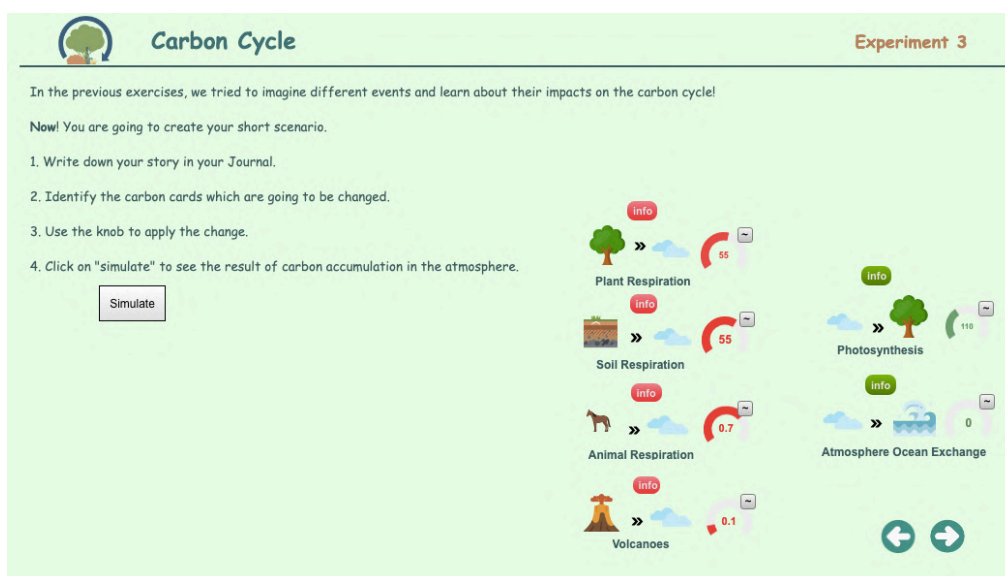 Carbon Cycle
Experiment 3
In the previous exercises, we tried to imagine different events and learn about their impacts on the carbon cycle!
Now! You are going to create your short scenario.
1. Write down your story in your Journal.
2. Identify the carbon cards which are going to be changed.
3. Use the knob to apply the change.
4. Click on "simulate" to see the result of carbon accumulation in the atmosphere.
Simulate
info
»
55
~
Plant Respiration
info
»
55
~
Soil Respiration
info
»
0.7
~
Animal Respiration
info
»
0.1
~
Volcanoes
info
»
110
~
Photosynthesis
info
»
0
~
Atmosphere Ocean Exchange